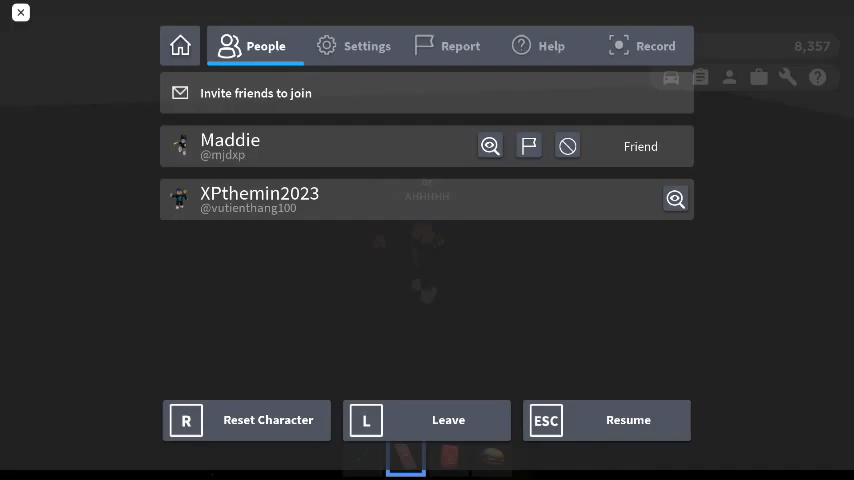 People
Settings
Report
Help
Record
8,357
Invite friends to join
Maddie
@mjdxp
Friend
XPthemin2023
@vutienthang100
AHHHHH
R
Reset Character
L
Leave
ESC
Resume